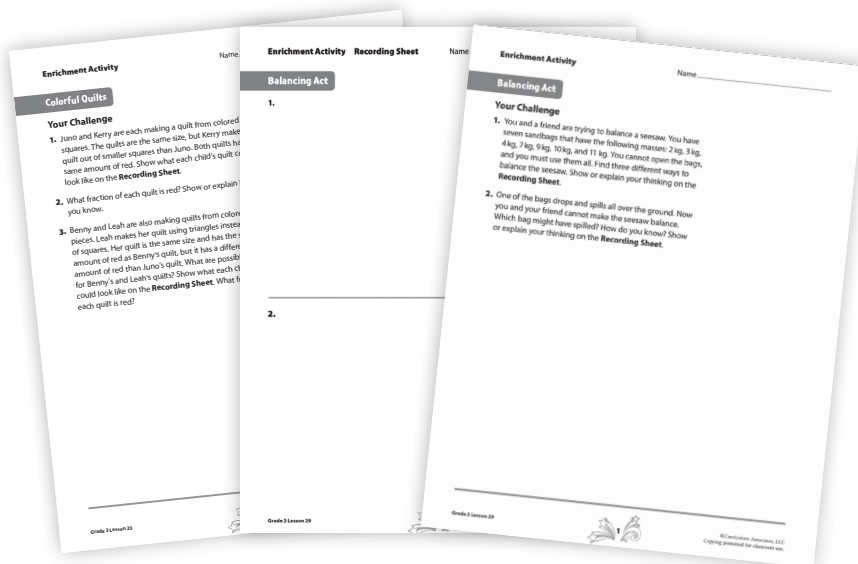 Enrichment Activity
Name
Colorful Quilts
Your Challenge
1. Juno and Kerry are each making a quilt from colored
squares. The quilts are the same size, but Kerry make
quilt out of smaller squares than Juno. Both quilts ha
same amount of red. Show what each child's quilt c
look like on the Recording Sheet.
2. What fraction of each quilt is red? Show or explain
you know.
3. Benny and Leah are also making quilts from colore
pieces. Leah makes her quilt using triangles instea
of squares. Her quilt is the same size and has the
amount of red as Benny's quilt, but it has a differe
amount of red than Juno's quilt. What are possib
for Benny's and Leah's quilts? Show what each ch
could look like on the Recording Sheet. What f
each quilt is red?
Grade 3 Lesson 23
Enrichment Activity Recording Sheet
Name
Balancing Act
1.
2.
Grade 3 Lesson 29
Enrichment Activity
Name
Balancing Act
Your Challenge
1. You and a friend are trying to balance a seesaw. You have
seven sandbags that have the following masses: 2 kg, 3 kg,
4 kg, 7 kg, 9 kg, 10 kg, and 11 kg. You cannot open the bags,
and you must use them all. Find three different ways to
balance the seesaw. Show or explain your thinking on the
Recording Sheet.
2. One of the bags drops and spills all over the ground. Now
you and your friend cannot make the seesaw balance.
Which bag might have spilled? How do you know? Show
or explain your thinking on the Recording Sheet.
Grade 3 Lesson 29
1
©Curriculum Associates, LLC
Copying permitted for classroom use.